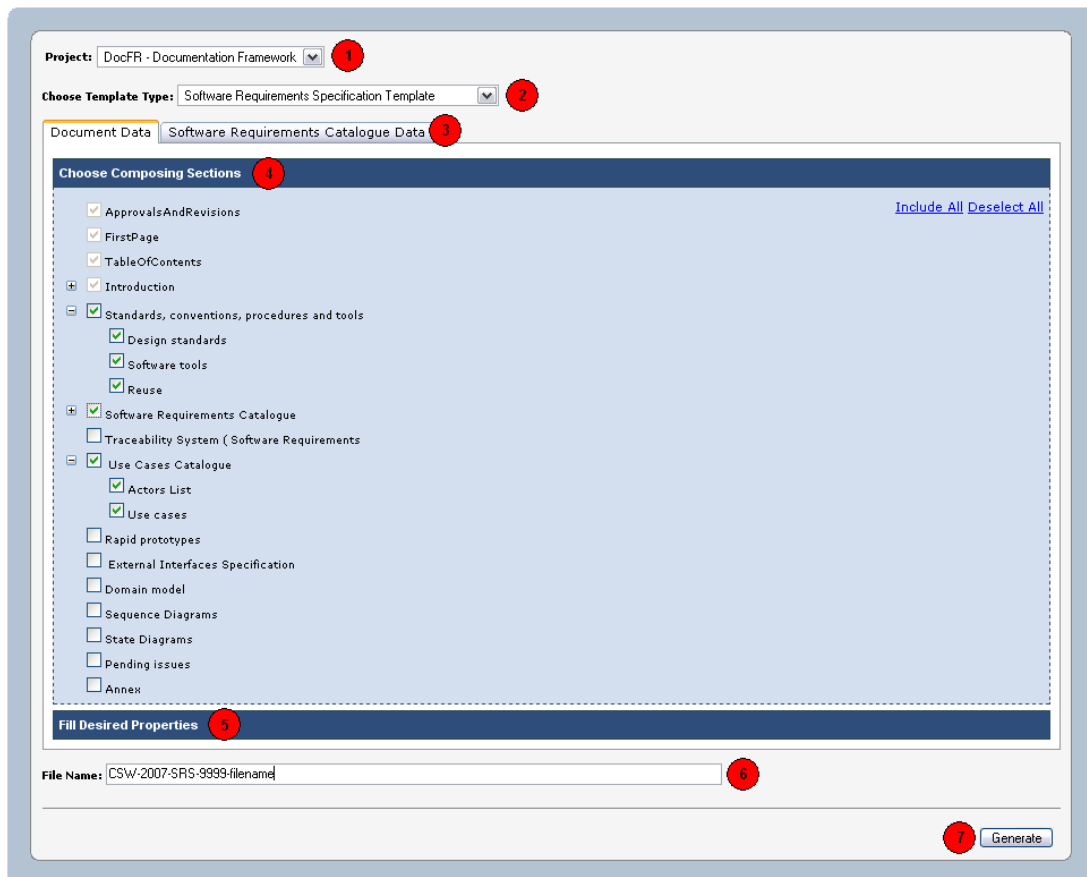 Project: DocFR - Documentation Framework 1
Choose Template Type: Software Requirements Specification Template 2
Document Data Software Requirements Catalogue Data 3
Choose Composing Sections 4
ApprovalsAndRevisions Include All Deselect All
FirstPage
TableOfContents
Introduction
Standards, conventions, procedures and tools
Design standards
Software tools
Reuse
Software Requirements Catalogue
Traceability System ( Software Requirements
Use Cases Catalogue
Actors List
Use cases
Rapid prototypes
External Interfaces Specification
Domain model
Sequence Diagrams
State Diagrams
Pending issues
Annex
Fill Desired Properties 5
File Name: CSW-2007-SRS-9999-filename 6
7 Generate